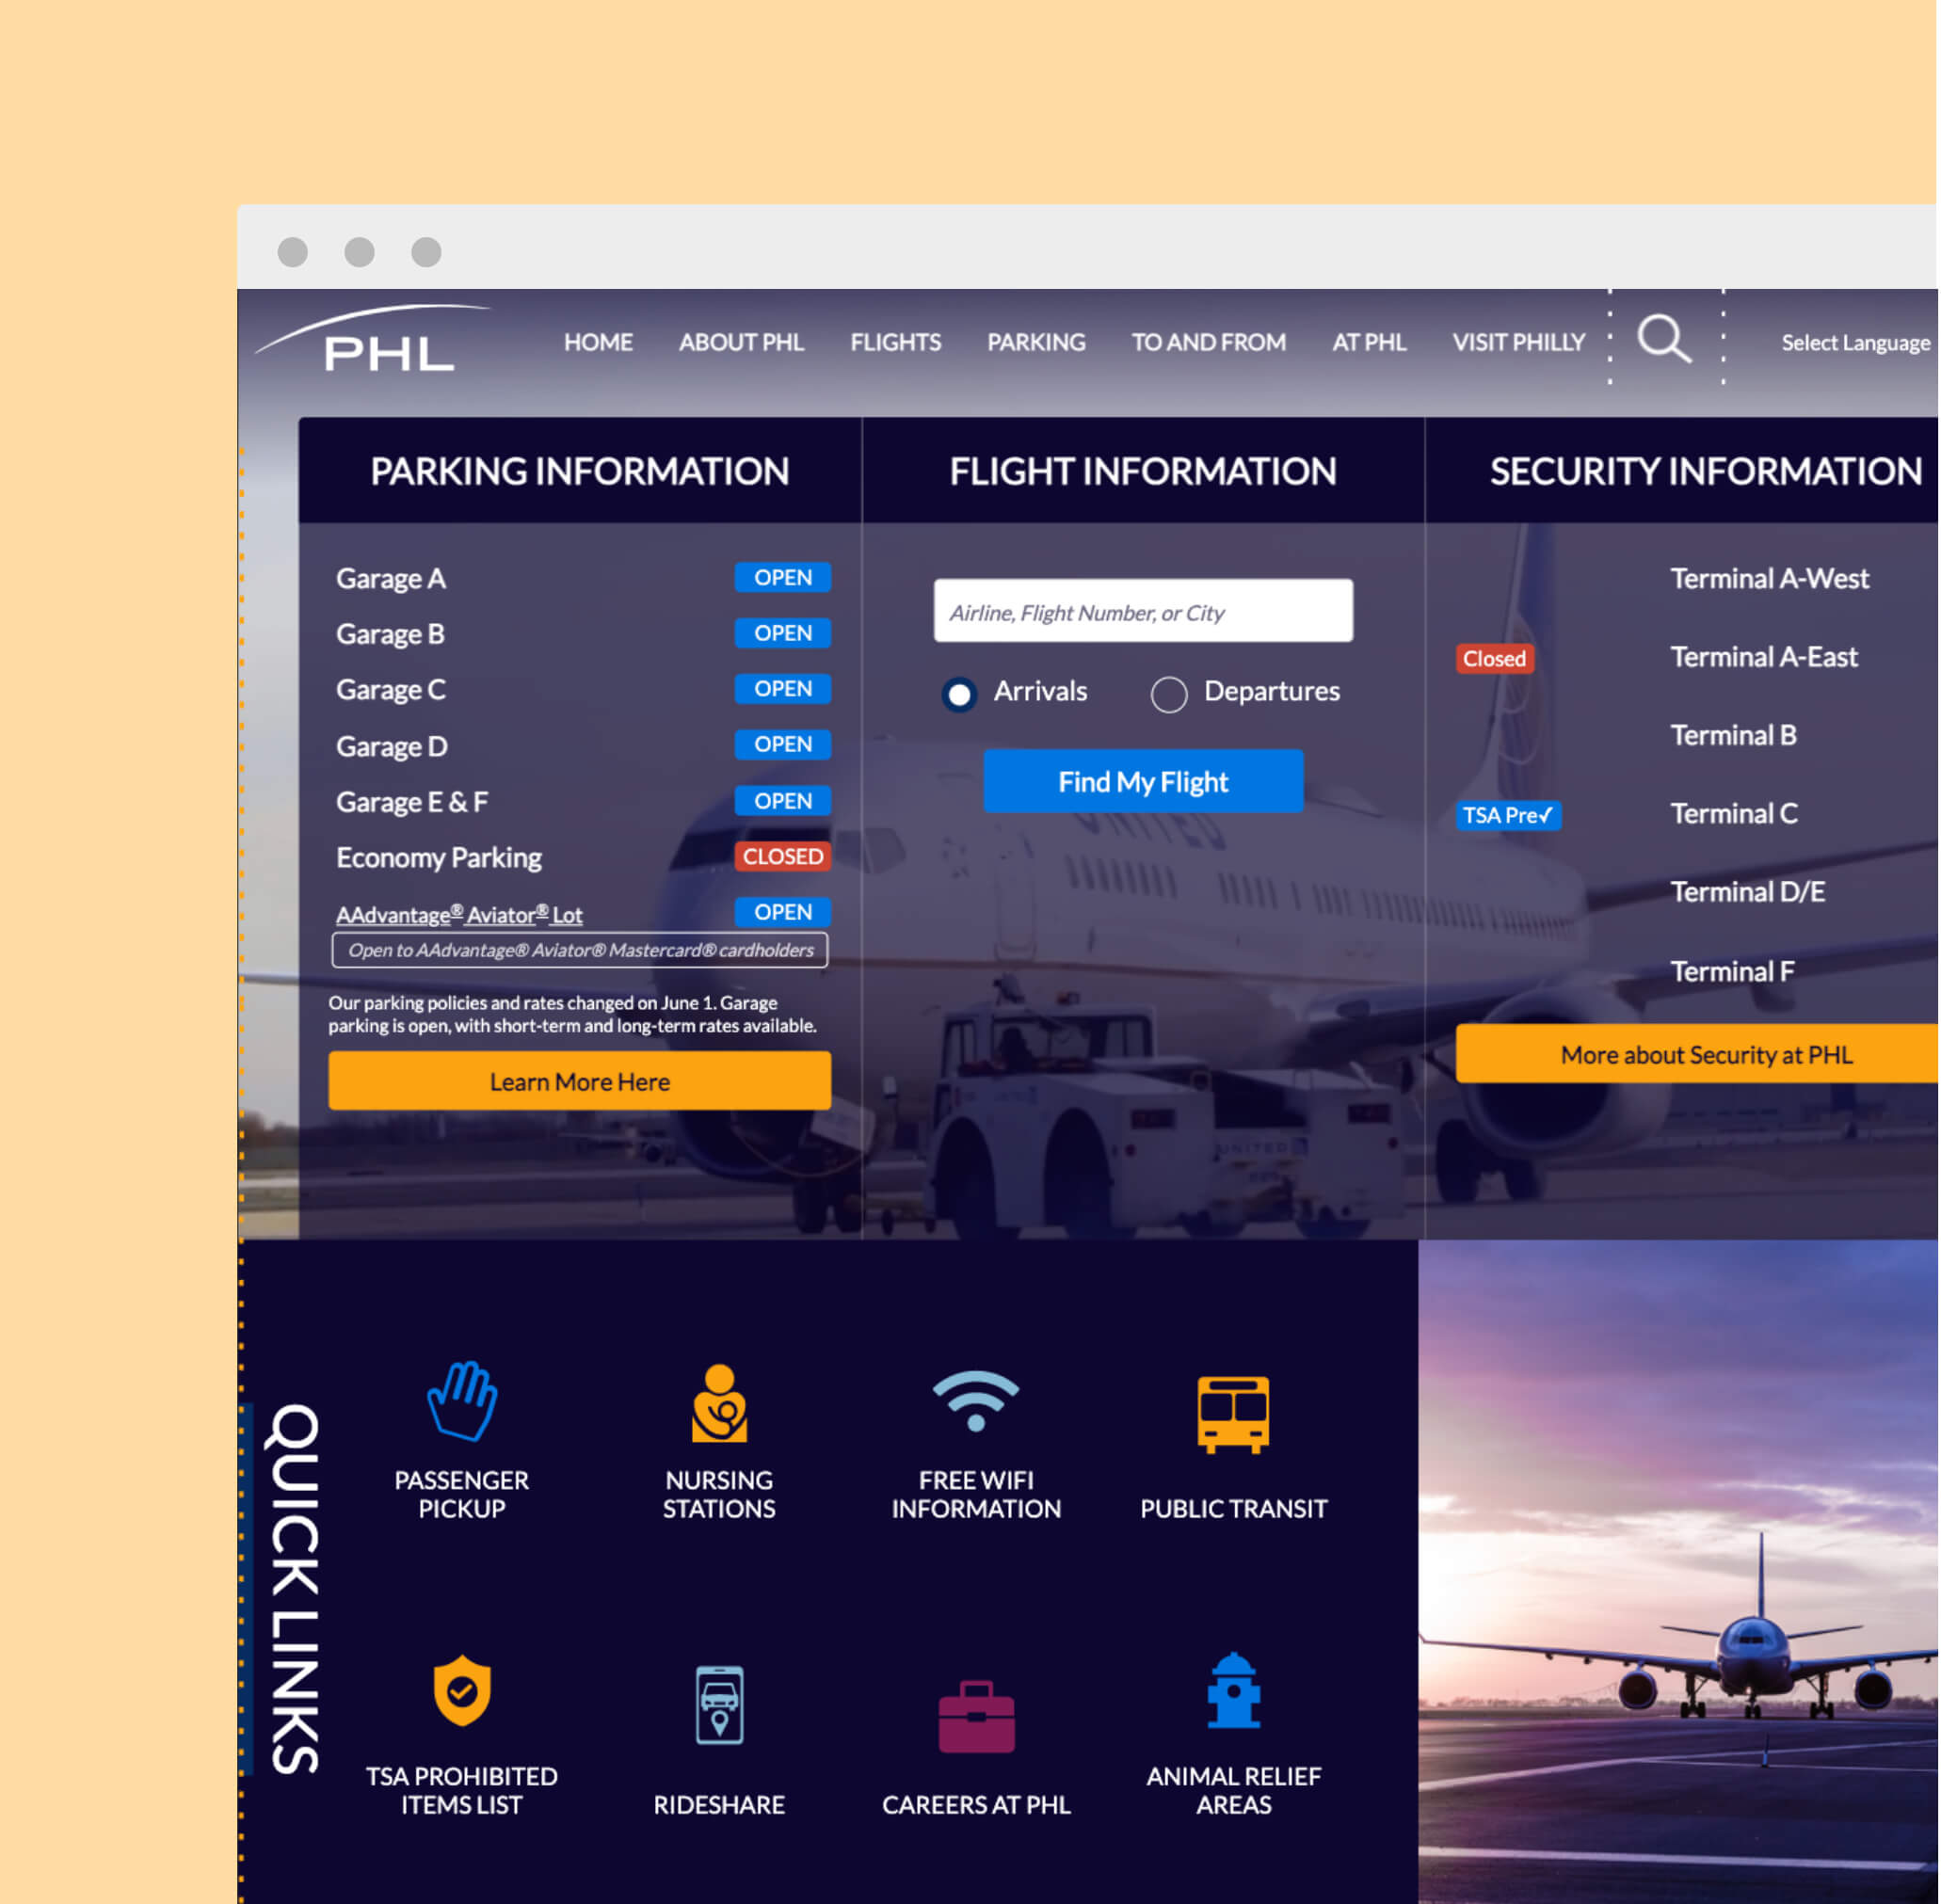 PHL
HOME ABOUT PHL FLIGHTS PARKING TO AND FROM AT PHL VISIT PHILLY Select Language
PARKING INFORMATION
Garage A OPEN
Garage B OPEN
Garage C OPEN
Garage D OPEN
Garage E & F OPEN
Economy Parking CLOSED
AAdvantage® Aviator® Lot OPEN
Open to AAdvantage® Aviator® Mastercard® cardholders
Our parking policies and rates changed on June 1. Garage
parking is open, with short-term and long-term rates available.
Learn More Here
FLIGHT INFORMATION
Airline, Flight Number, or City
Arrivals Departures
Find My Flight
UNITED
UNITED
SECURITY INFORMATION
Terminal A-West
Closed Terminal A-East
Terminal B
TSA Pre✓ Terminal C
Terminal D/E
Terminal F
More about Security at PHL
QUICK LINKS
PASSENGER
PICKUP
NURSING
STATIONS
FREE WIFI
INFORMATION
PUBLIC TRANSIT
TSA PROHIBITED
ITEMS LIST
RIDESHARE
CAREERS AT PHL
ANIMAL RELIEF
AREAS